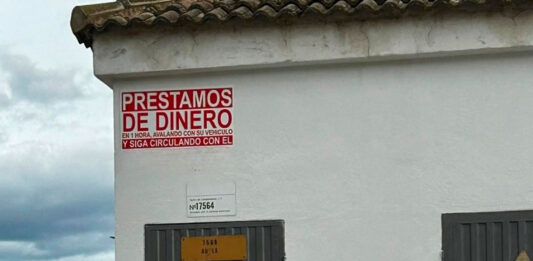 PRESTAMOS
DE DINERO
EN 1 HORA, AVALANDO CON SU VEHICULO
Y SIGA CIRCULANDO CON EL
Nº17564